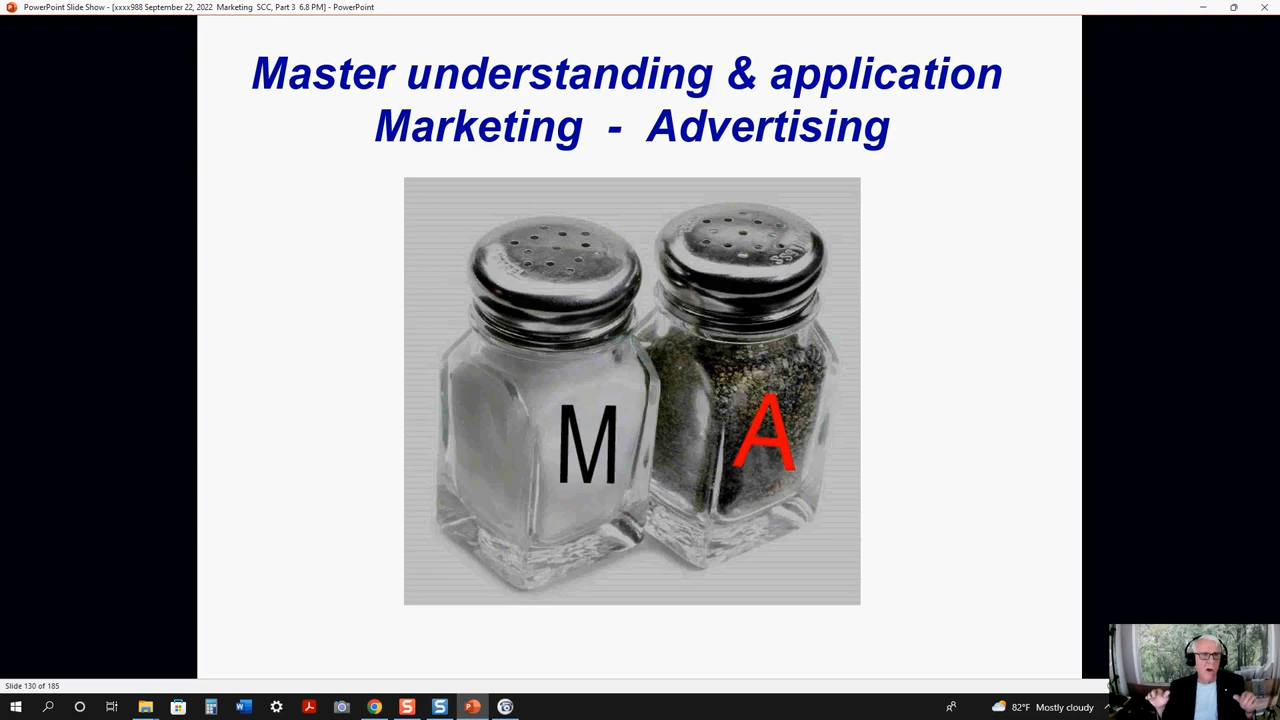 PowerPoint Slide Show - [xxxx988 September 22, 2022 Marketing SCC, Part 3 6.8 PM] - PowerPoint
Master understanding & application
Marketing - Advertising
M
A
Slide 130 of 185
82°F Mostly cloudy